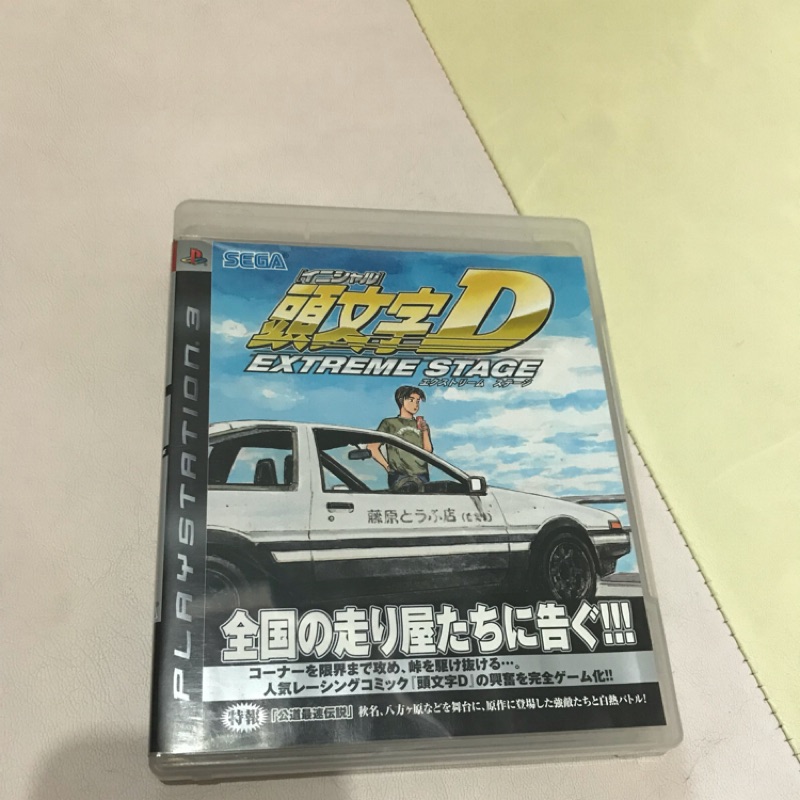 SEGA
[イニシャル]
頭文字D
EXTREME STAGE
エクストリーム ステージ
PLAYSTATION 3
藤原とうふ店(自家用)
全国の走り屋たちに告ぐ!!!
コーナーを限界まで攻め、峠を駆け抜ける…。
人気レーシングコミック『頭文字D』の興奮を完全ゲーム化!!
特報 「公道最速伝説」 秋名、八方ヶ原などを舞台に、原作に登場した強敵たちと白熱バトル!